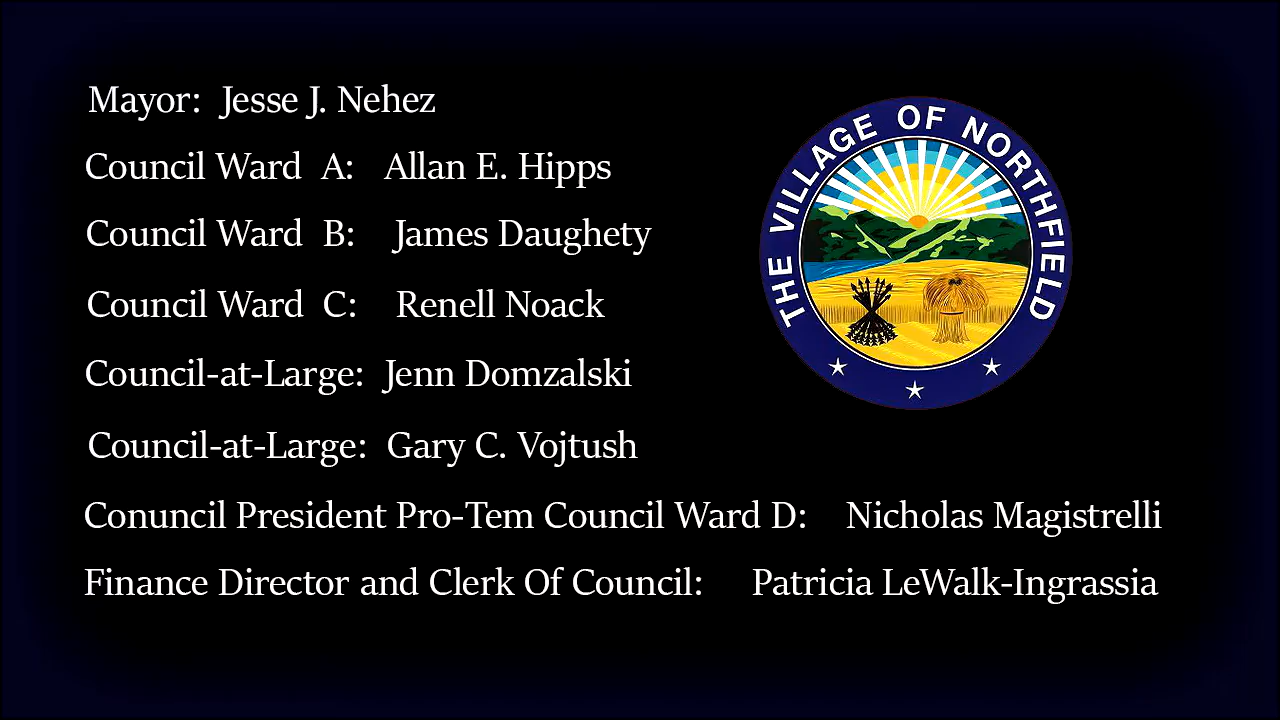 Mayor: Jesse J. Nehez
Council Ward A: Allan E. Hipps
Council Ward B: James Daughety
Council Ward C: Renell Noack
Council-at-Large: Jenn Domzalski
Council-at-Large: Gary C. Vojtush
Conuncil President Pro-Tem Council Ward D: Nicholas Magistrelli
Finance Director and Clerk Of Council: Patricia LeWalk-Ingrassia
THE VILLAGE OF NORTHFIELD